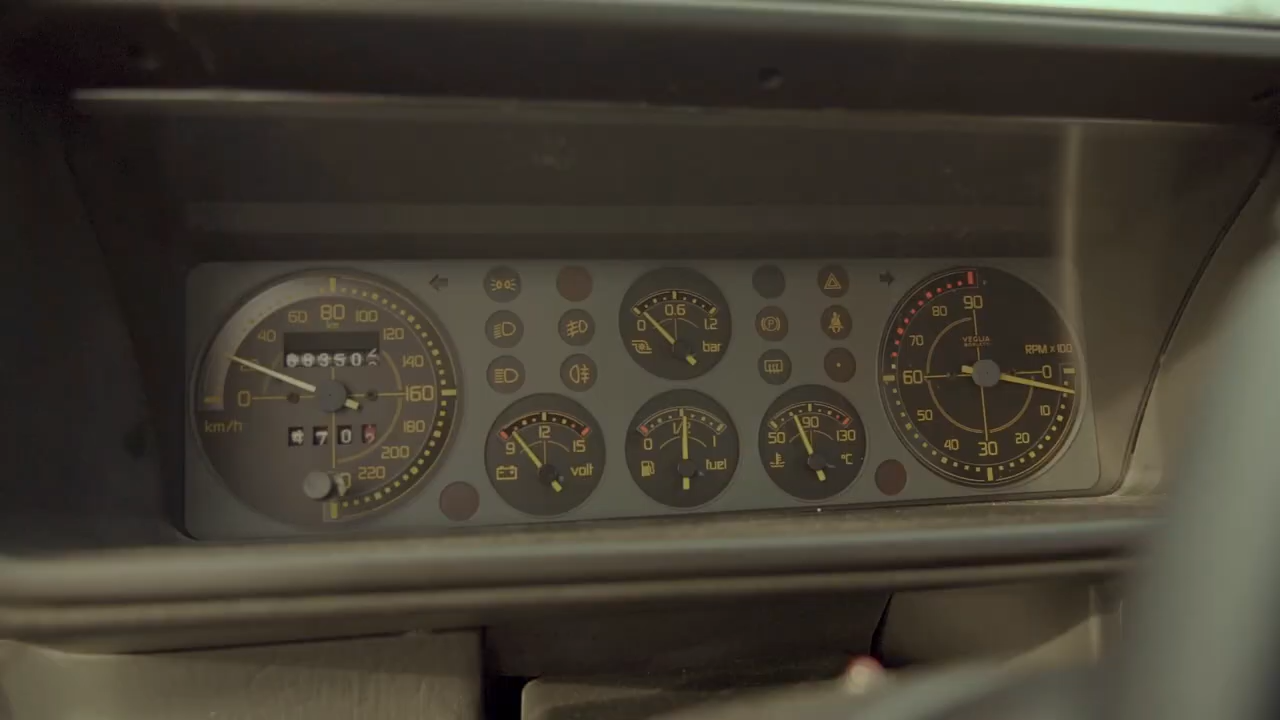 60 80 100
km
40 120
20 140
0 160
km/h
180
200
220
0 0.6 1.2
bar
9 12 15
volt
0 1/2 1
fuel
50 90 130
°C
90
80
70
60
50
40
30
20
10
0
VEGLIA
BORLETTI
RPM x 100